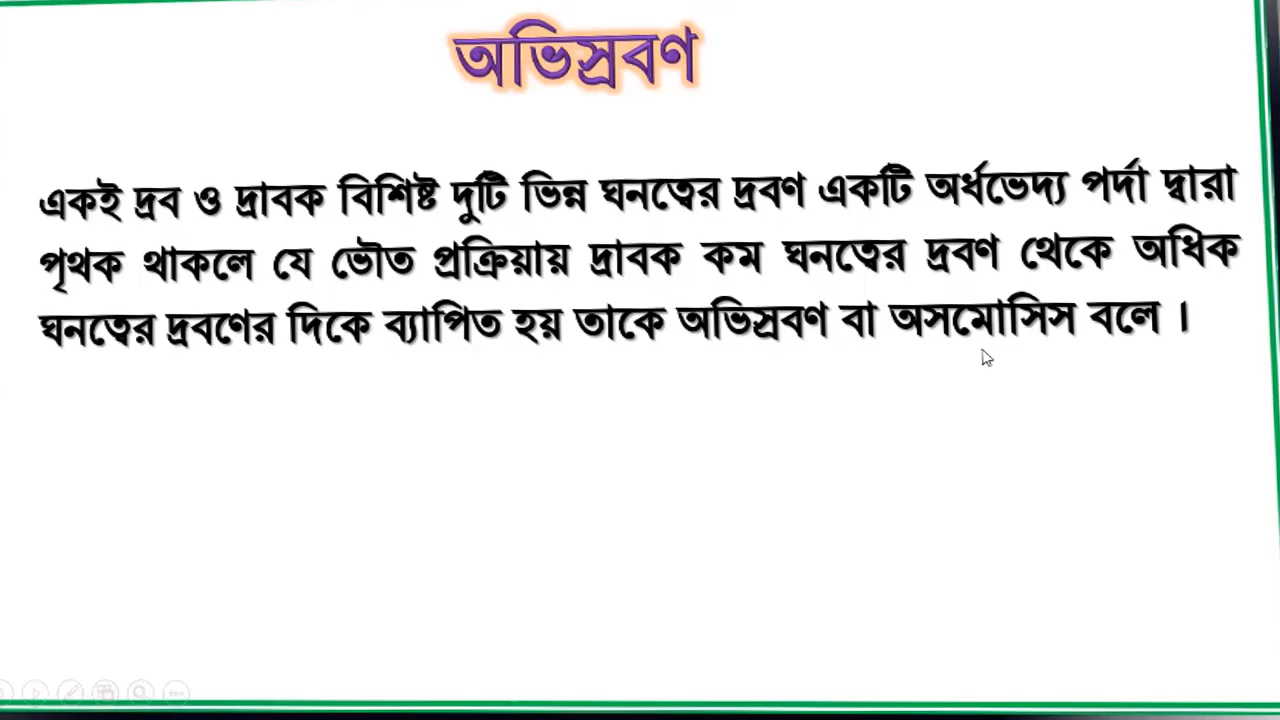 অভিস্রবণ
একই দ্রব ও দ্রাবক বিশিষ্ট দুটি ভিন্ন ঘনত্বের দ্রবণ একটি অর্ধভেদ্য পর্দা দ্বারা
পৃথক থাকলে যে ভৌত প্রক্রিয়ায় দ্রাবক কম ঘনত্বের দ্রবণ থেকে অধিক
ঘনত্বের দ্রবণের দিকে ব্যাপিত হয় তাকে অভিস্রবণ বা অসমোসিস বলে ।